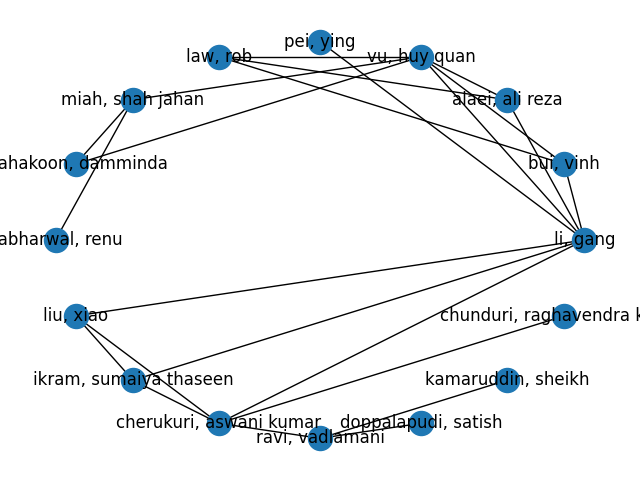 pei, ying
law, rob
vu, huy quan
miah, shah jahan
alaei, ali reza
ahakoon, damminda
bui, vinh
abharwal, renu
li, gang
liu, xiao
chunduri, raghavendra k
ikram, sumaiya thaseen
kamaruddin, sheikh
cherukuri, aswani kumar
doppalapudi, satish
ravi, vadlamani